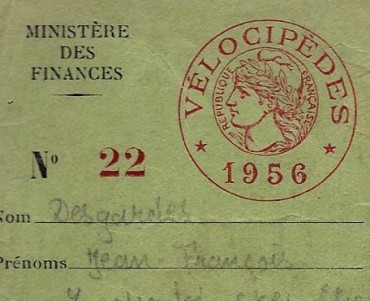 MINISTÈRE
DES
FINANCES
VÉLOCIPÈDES
RÉPUBLIQUE FRANÇAISE
★ 1956 ★
N° 22
Nom Desgardes
Prénoms Jean-François